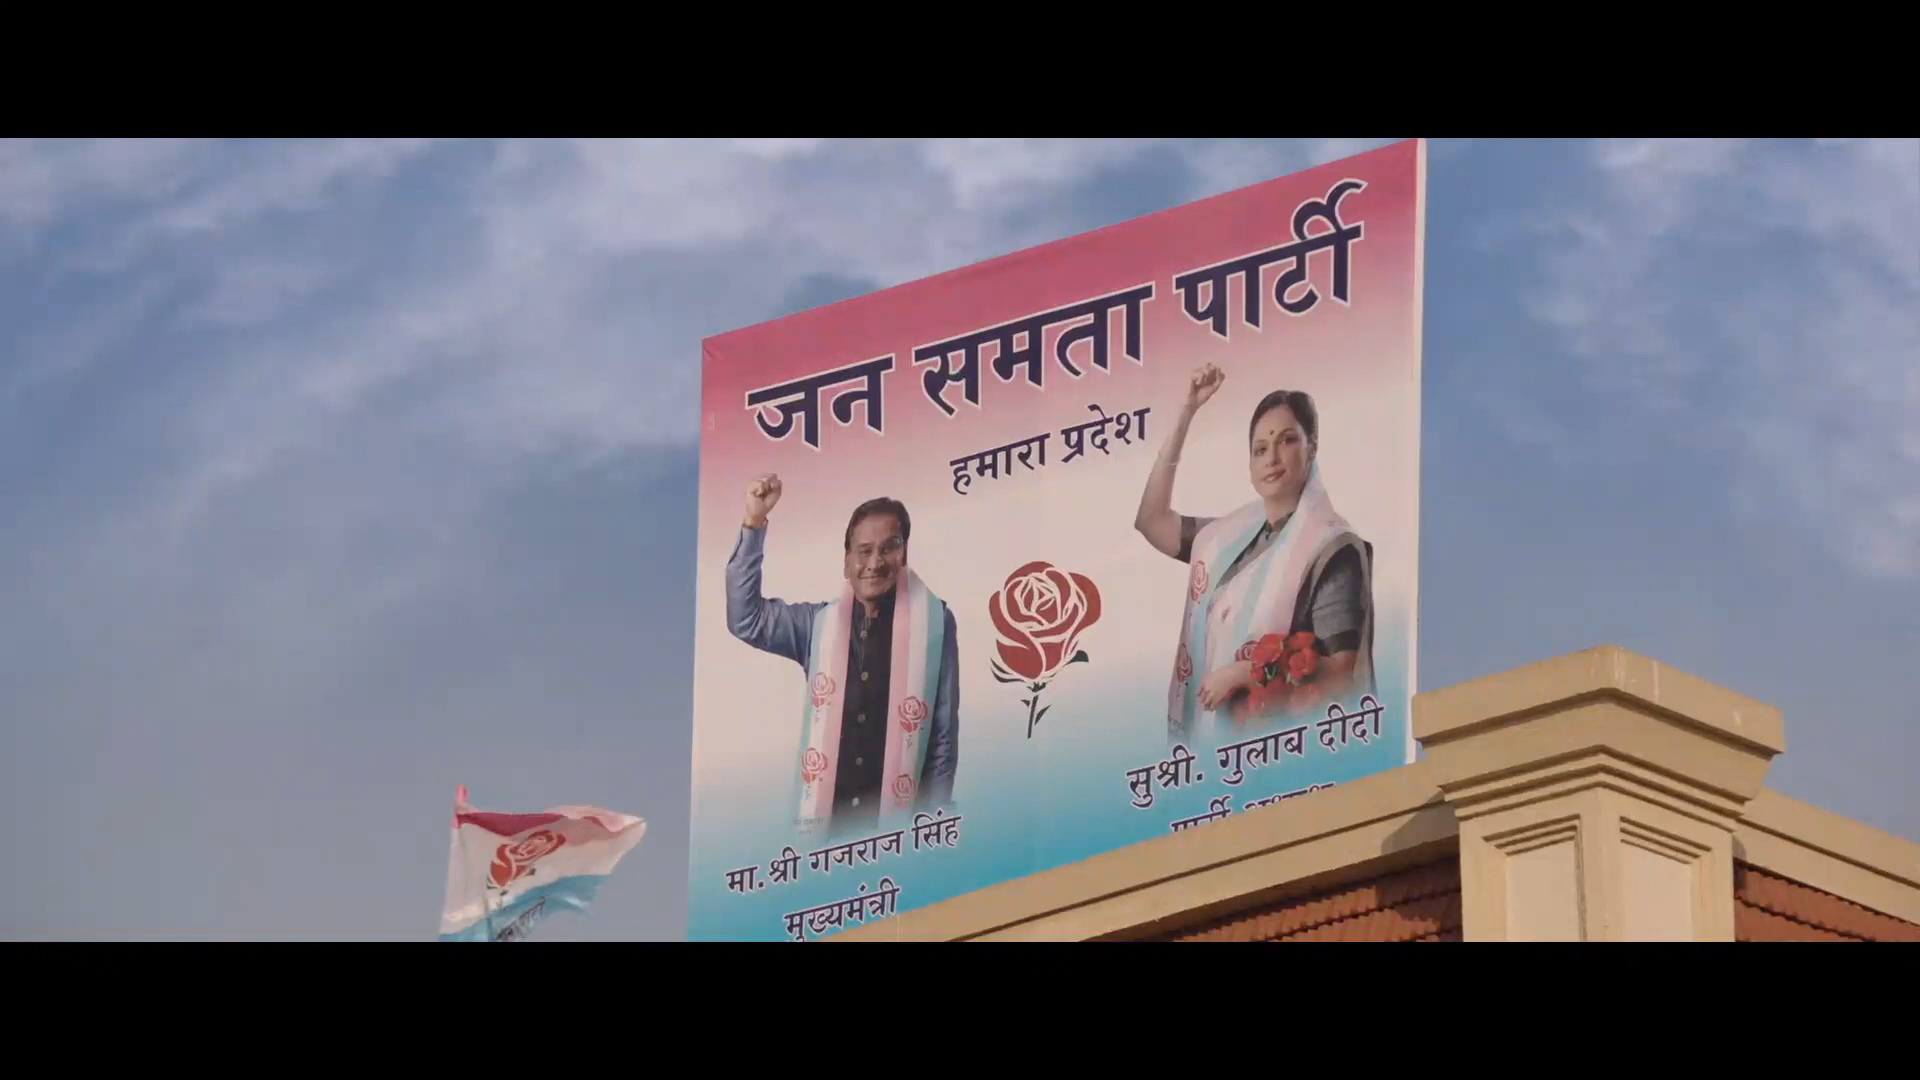 जन समता पार्टी
हमारा प्रदेश
सुश्री. गुलाब दीदी
पार्टी
मा. श्री गजराज सिंह
मुख्यमंत्री
पार्टी